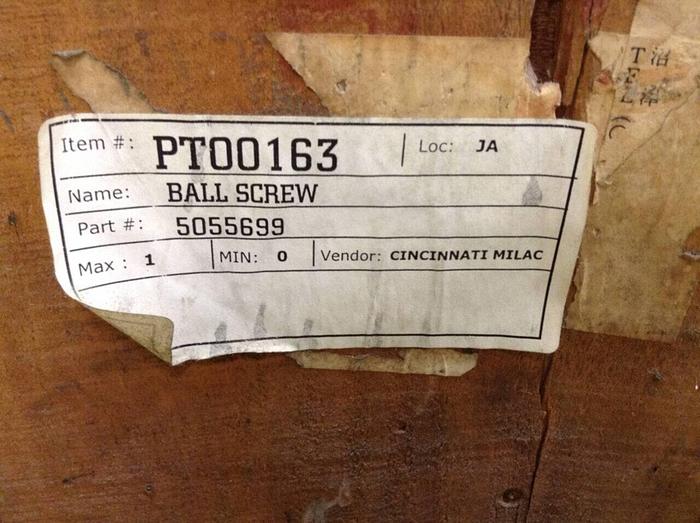 Item #: PT00163 Loc: JA
Name: BALL SCREW
Part #: 5055699
Max : 1 MIN: 0 Vendor: CINCINNATI MILAC
T
E
L